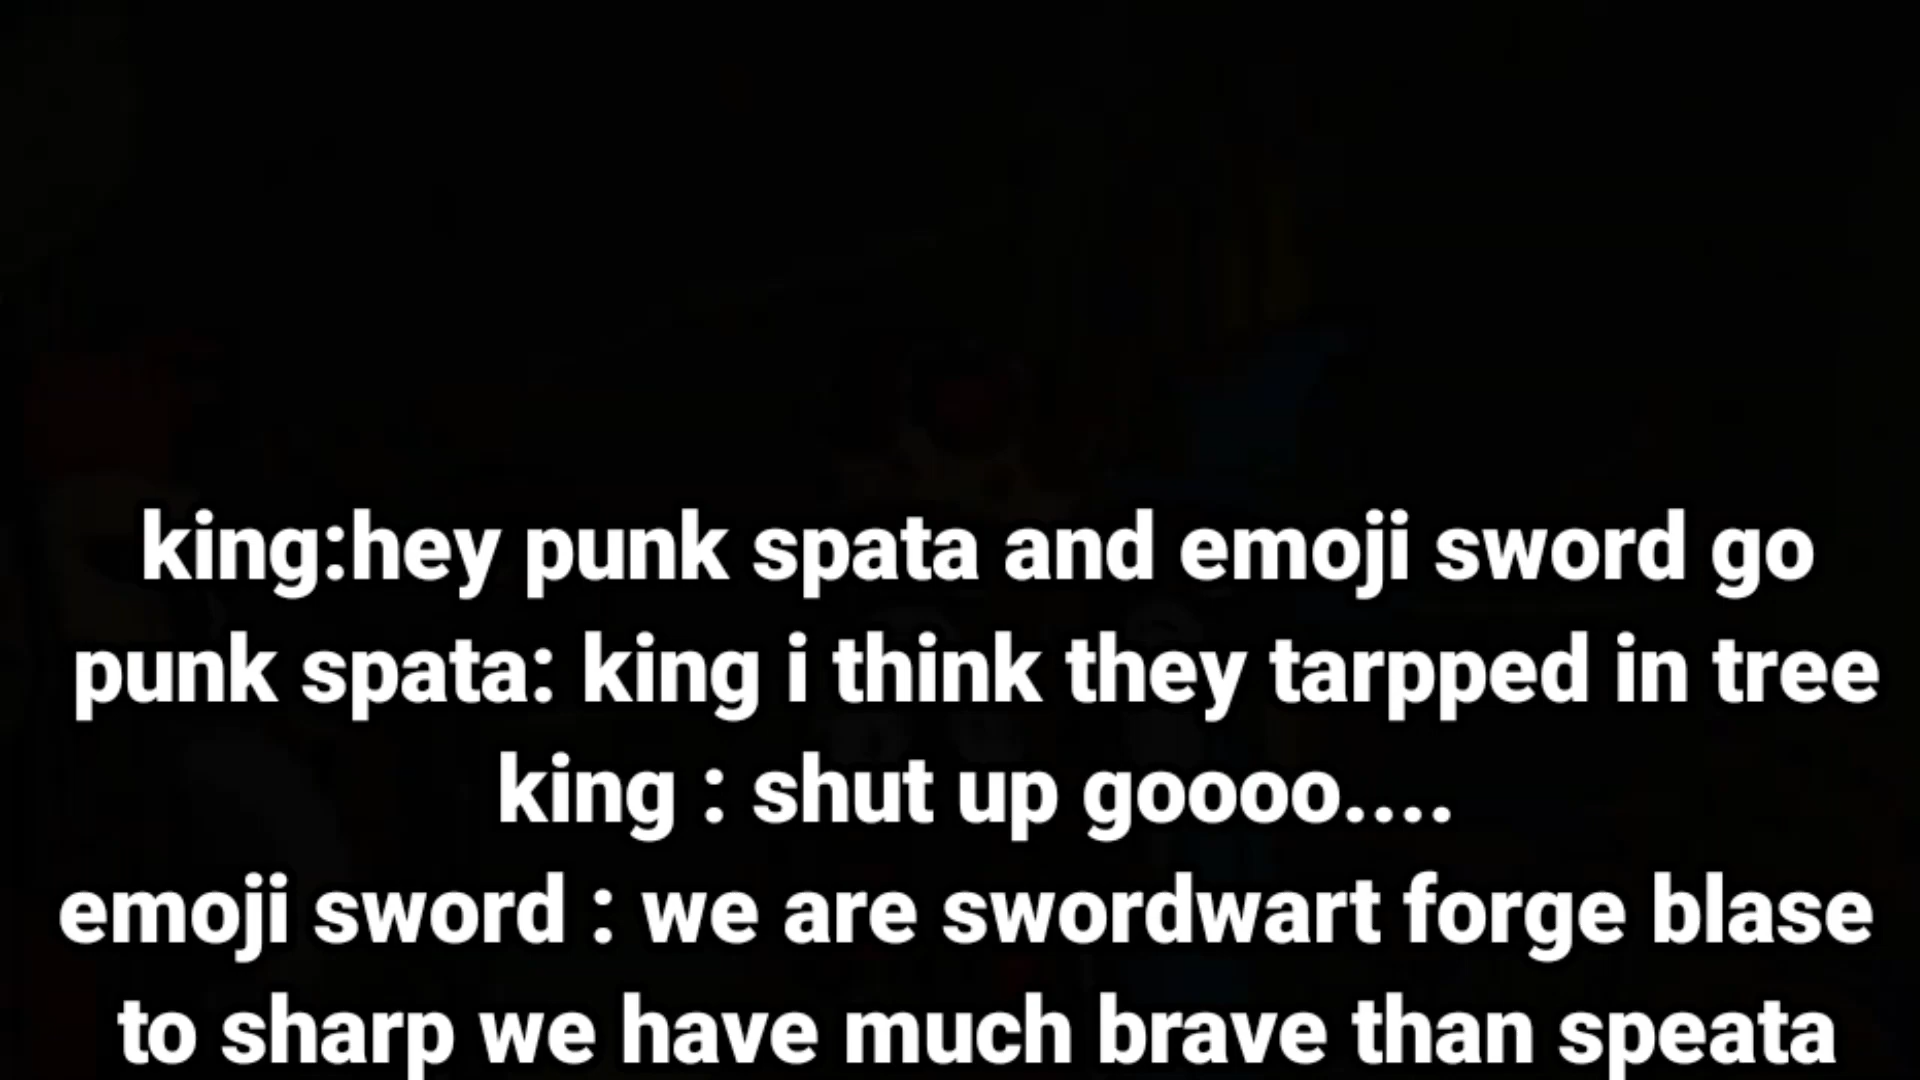 king:hey punk spata and emoji sword go
punk spata: king i think they tarpped in tree
king : shut up goooo....
emoji sword : we are swordwart forge blase
to sharp we have much brave than speata